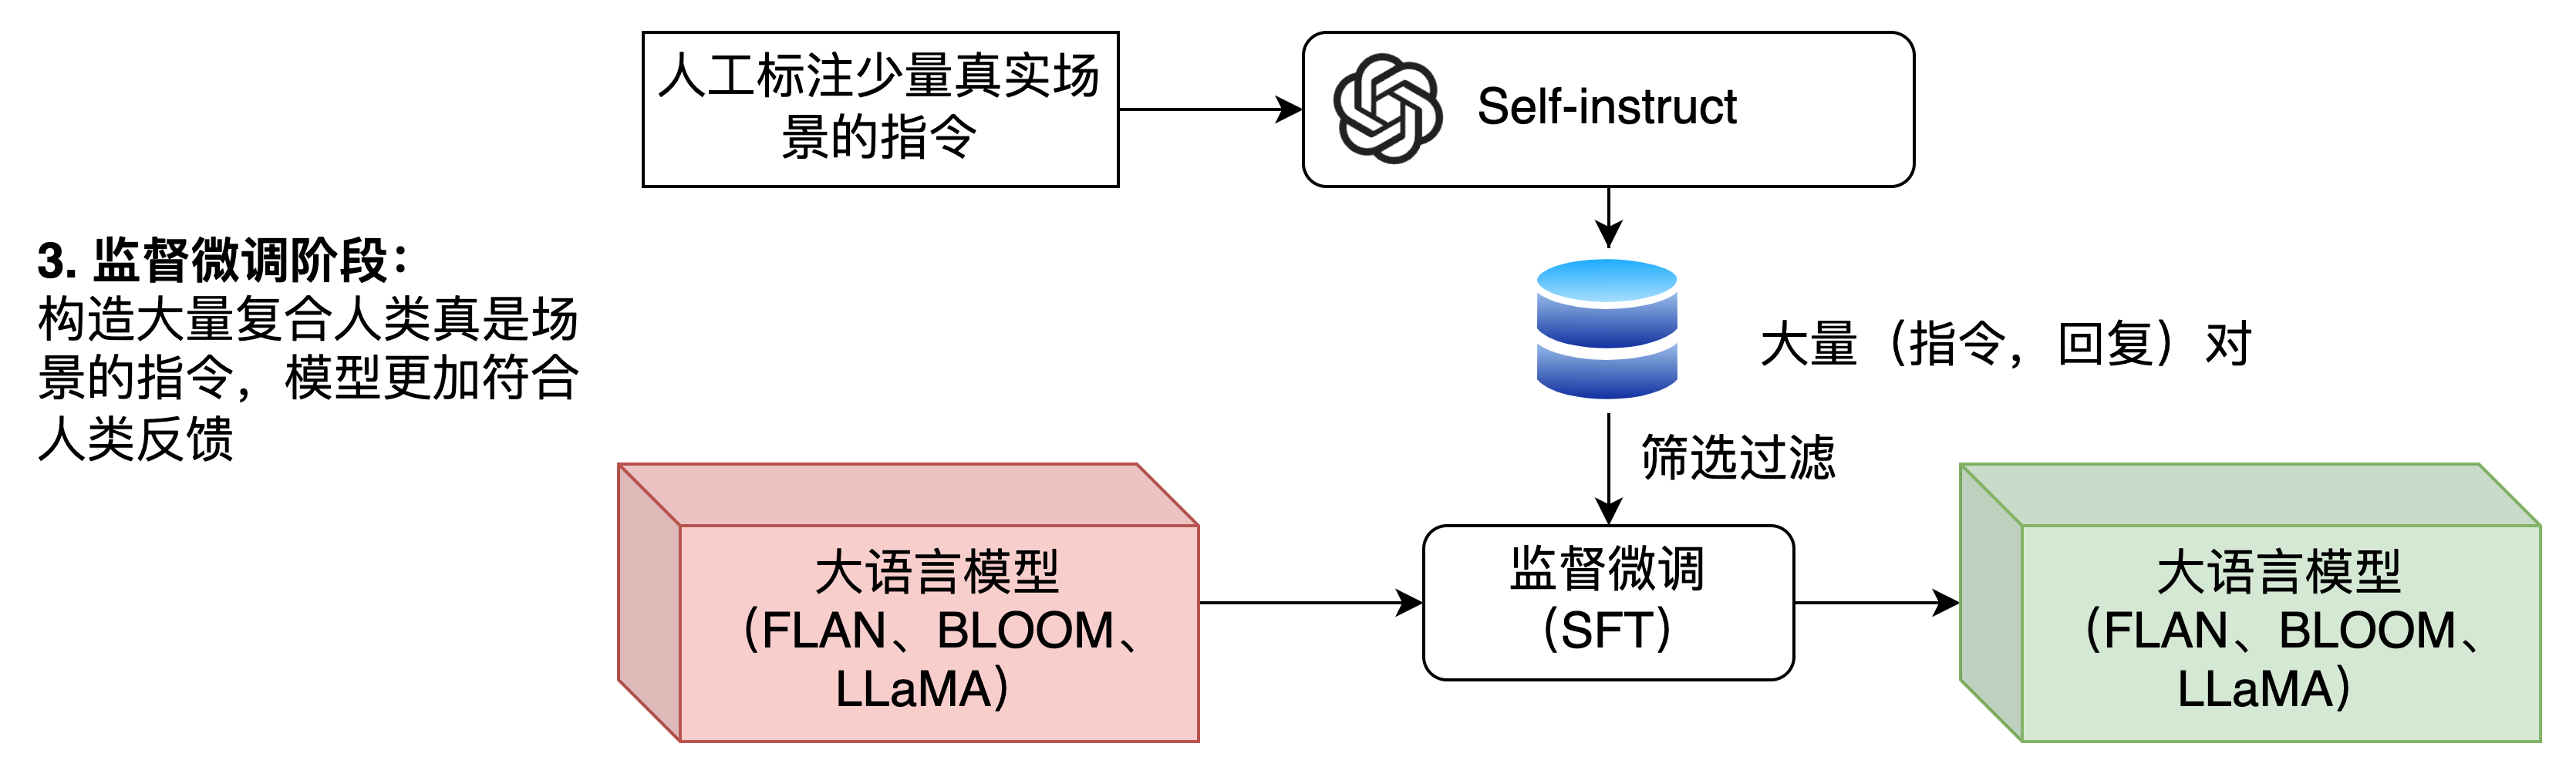 人工标注少量真实场
景的指令
Self-instruct
3. 监督微调阶段：
构造大量复合人类真是场
景的指令，模型更加符合
人类反馈
大量（指令，回复）对
筛选过滤
大语言模型
（FLAN、BLOOM、
LLaMA）
监督微调
（SFT）
大语言模型
（FLAN、BLOOM、
LLaMA）